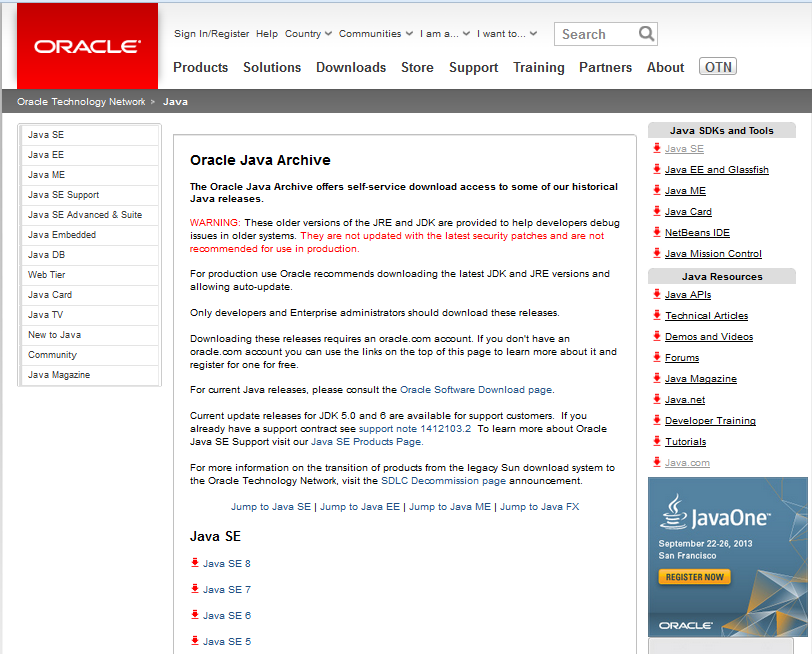 ORACLE
Sign In/Register Help Country Communities I am a... I want to... Search
Products Solutions Downloads Store Support Training Partners About OTN
Oracle Technology Network > Java
Java SE
Java EE
Java ME
Java SE Support
Java SE Advanced & Suite
Java Embedded
Java DB
Web Tier
Java Card
Java TV
New to Java
Community
Java Magazine
Oracle Java Archive
The Oracle Java Archive offers self-service download access to some of our historical
Java releases.
WARNING: These older versions of the JRE and JDK are provided to help developers debug
issues in older systems. They are not updated with the latest security patches and are not
recommended for use in production.
For production use Oracle recommends downloading the latest JDK and JRE versions and
allowing auto-update.
Only developers and Enterprise administrators should download these releases.
Downloading these releases requires an oracle.com account. If you don't have an
oracle.com account you can use the links on the top of this page to learn more about it and
register for one for free.
For current Java releases, please consult the Oracle Software Download page.
Current update releases for JDK 5.0 and 6 are available for support customers. If you
already have a support contract see support note 1412103.2 To learn more about Oracle
Java SE Support visit our Java SE Products Page.
For more information on the transition of products from the legacy Sun download system to
the Oracle Technology Network, visit the SDLC Decommission page announcement.
Jump to Java SE | Jump to Java EE | Jump to Java ME | Jump to Java FX
Java SE
Java SE 8
Java SE 7
Java SE 6
Java SE 5
Java SDKs and Tools
Java SE
Java EE and Glassfish
Java ME
Java Card
NetBeans IDE
Java Mission Control
Java Resources
Java APIs
Technical Articles
Demos and Videos
Forums
Java Magazine
Java.net
Developer Training
Tutorials
Java.com
JavaOne™
September 22-26, 2013
San Francisco
REGISTER NOW
ORACLE